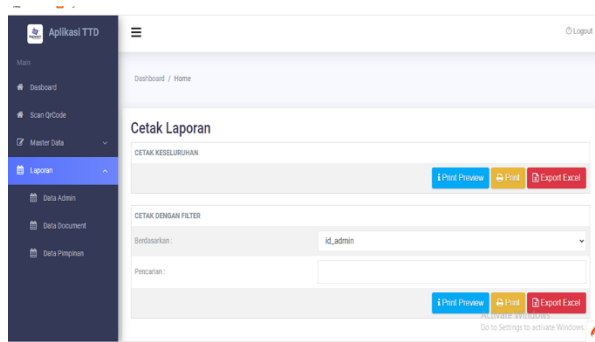 Aplikasi TTD
Logout
Main
Dasboard
Scan QrCode
Master Data
Laporan
Data Admin
Data Document
Data Pimpinan
Dashboard / Home
Cetak Laporan
CETAK KESELURUHAN
Print Preview Print Export Excel
CETAK DENGAN FILTER
Berdasarkan : id_admin
Pencarian :
Print Preview Print Export Excel
Activate Windows
Go to Settings to activate Windows.